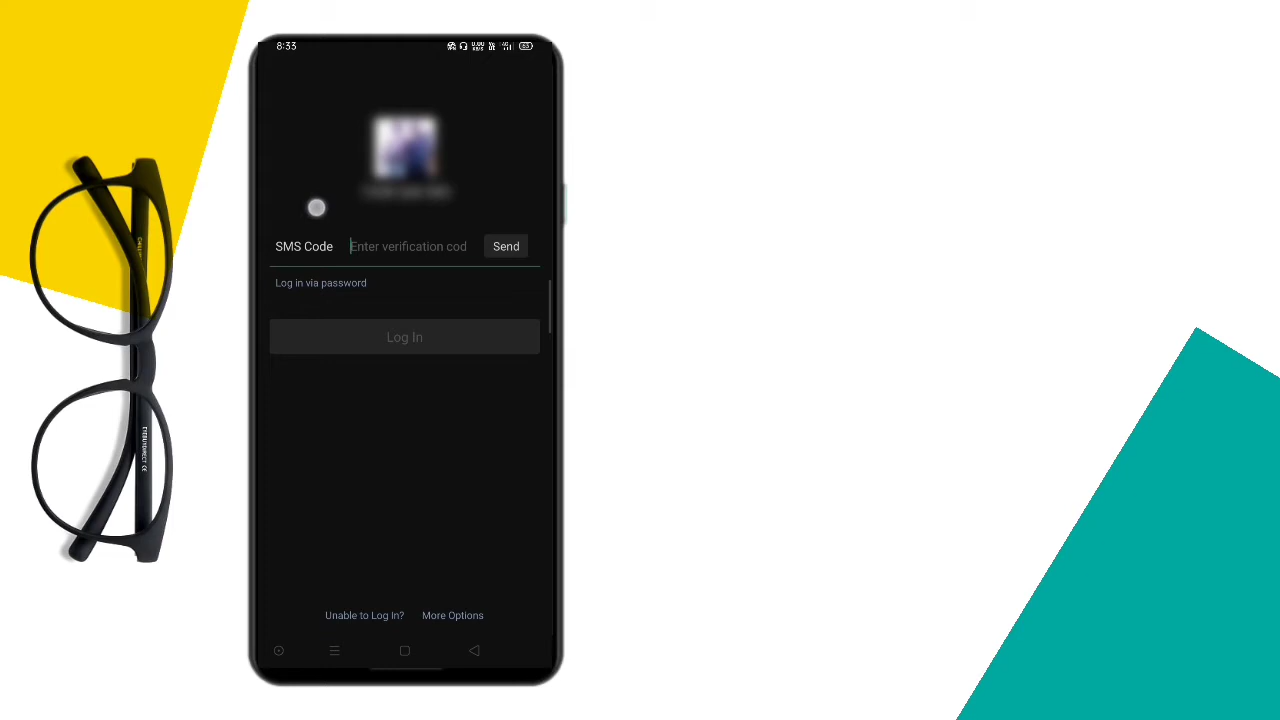 8:33
SMS Code Enter verification cod Send
Log in via password
Log In
Unable to Log In? More Options